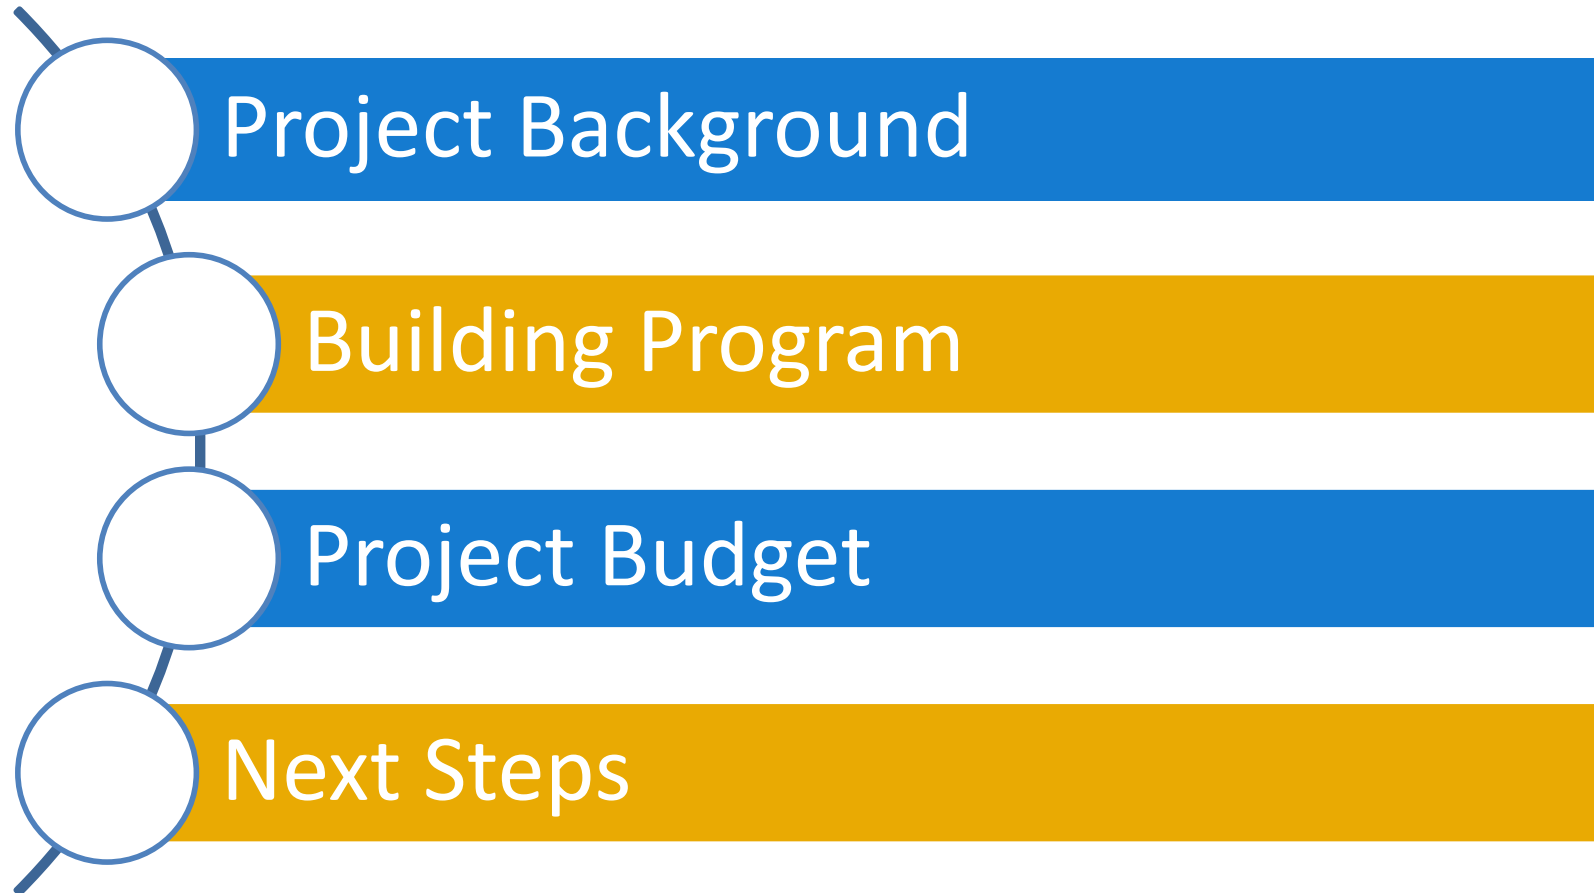 Project Background
Building Program
Project Budget
Next Steps